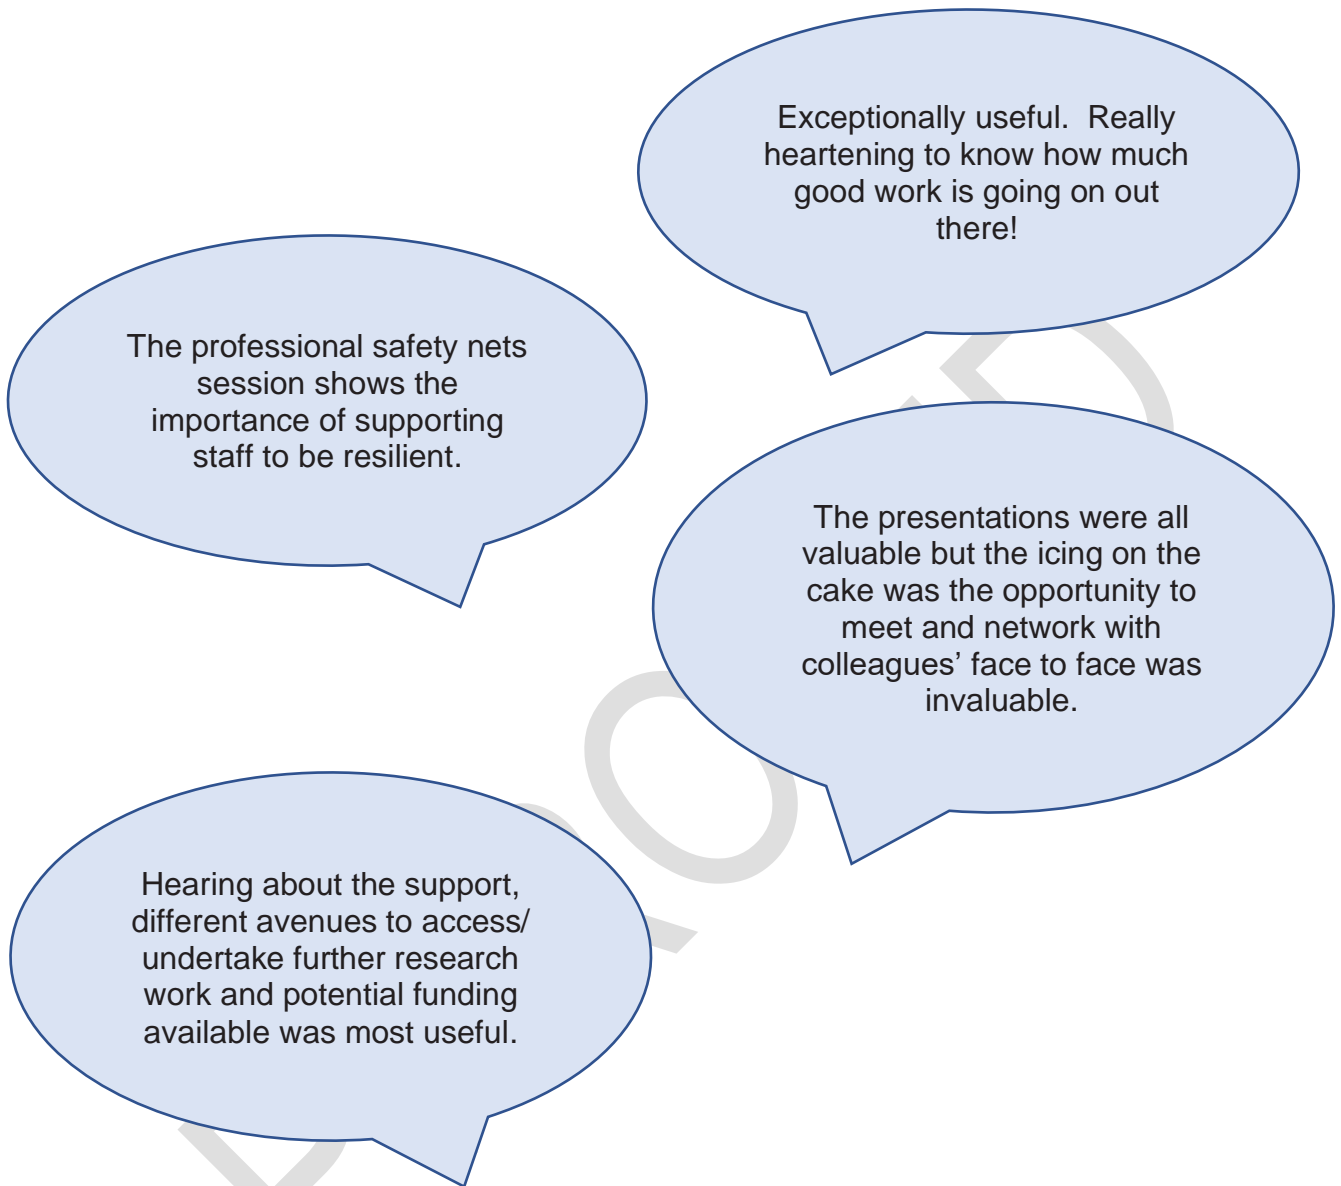 Exceptionally useful.  Really
heartening to know how much
good work is going on out
there!
The professional safety nets
session shows the
importance of supporting
staff to be resilient.
The presentations were all
valuable but the icing on the
cake was the opportunity to
meet and network with
colleagues’ face to face was
invaluable.
Hearing about the support,
different avenues to access/
undertake further research
work and potential funding
available was most useful.